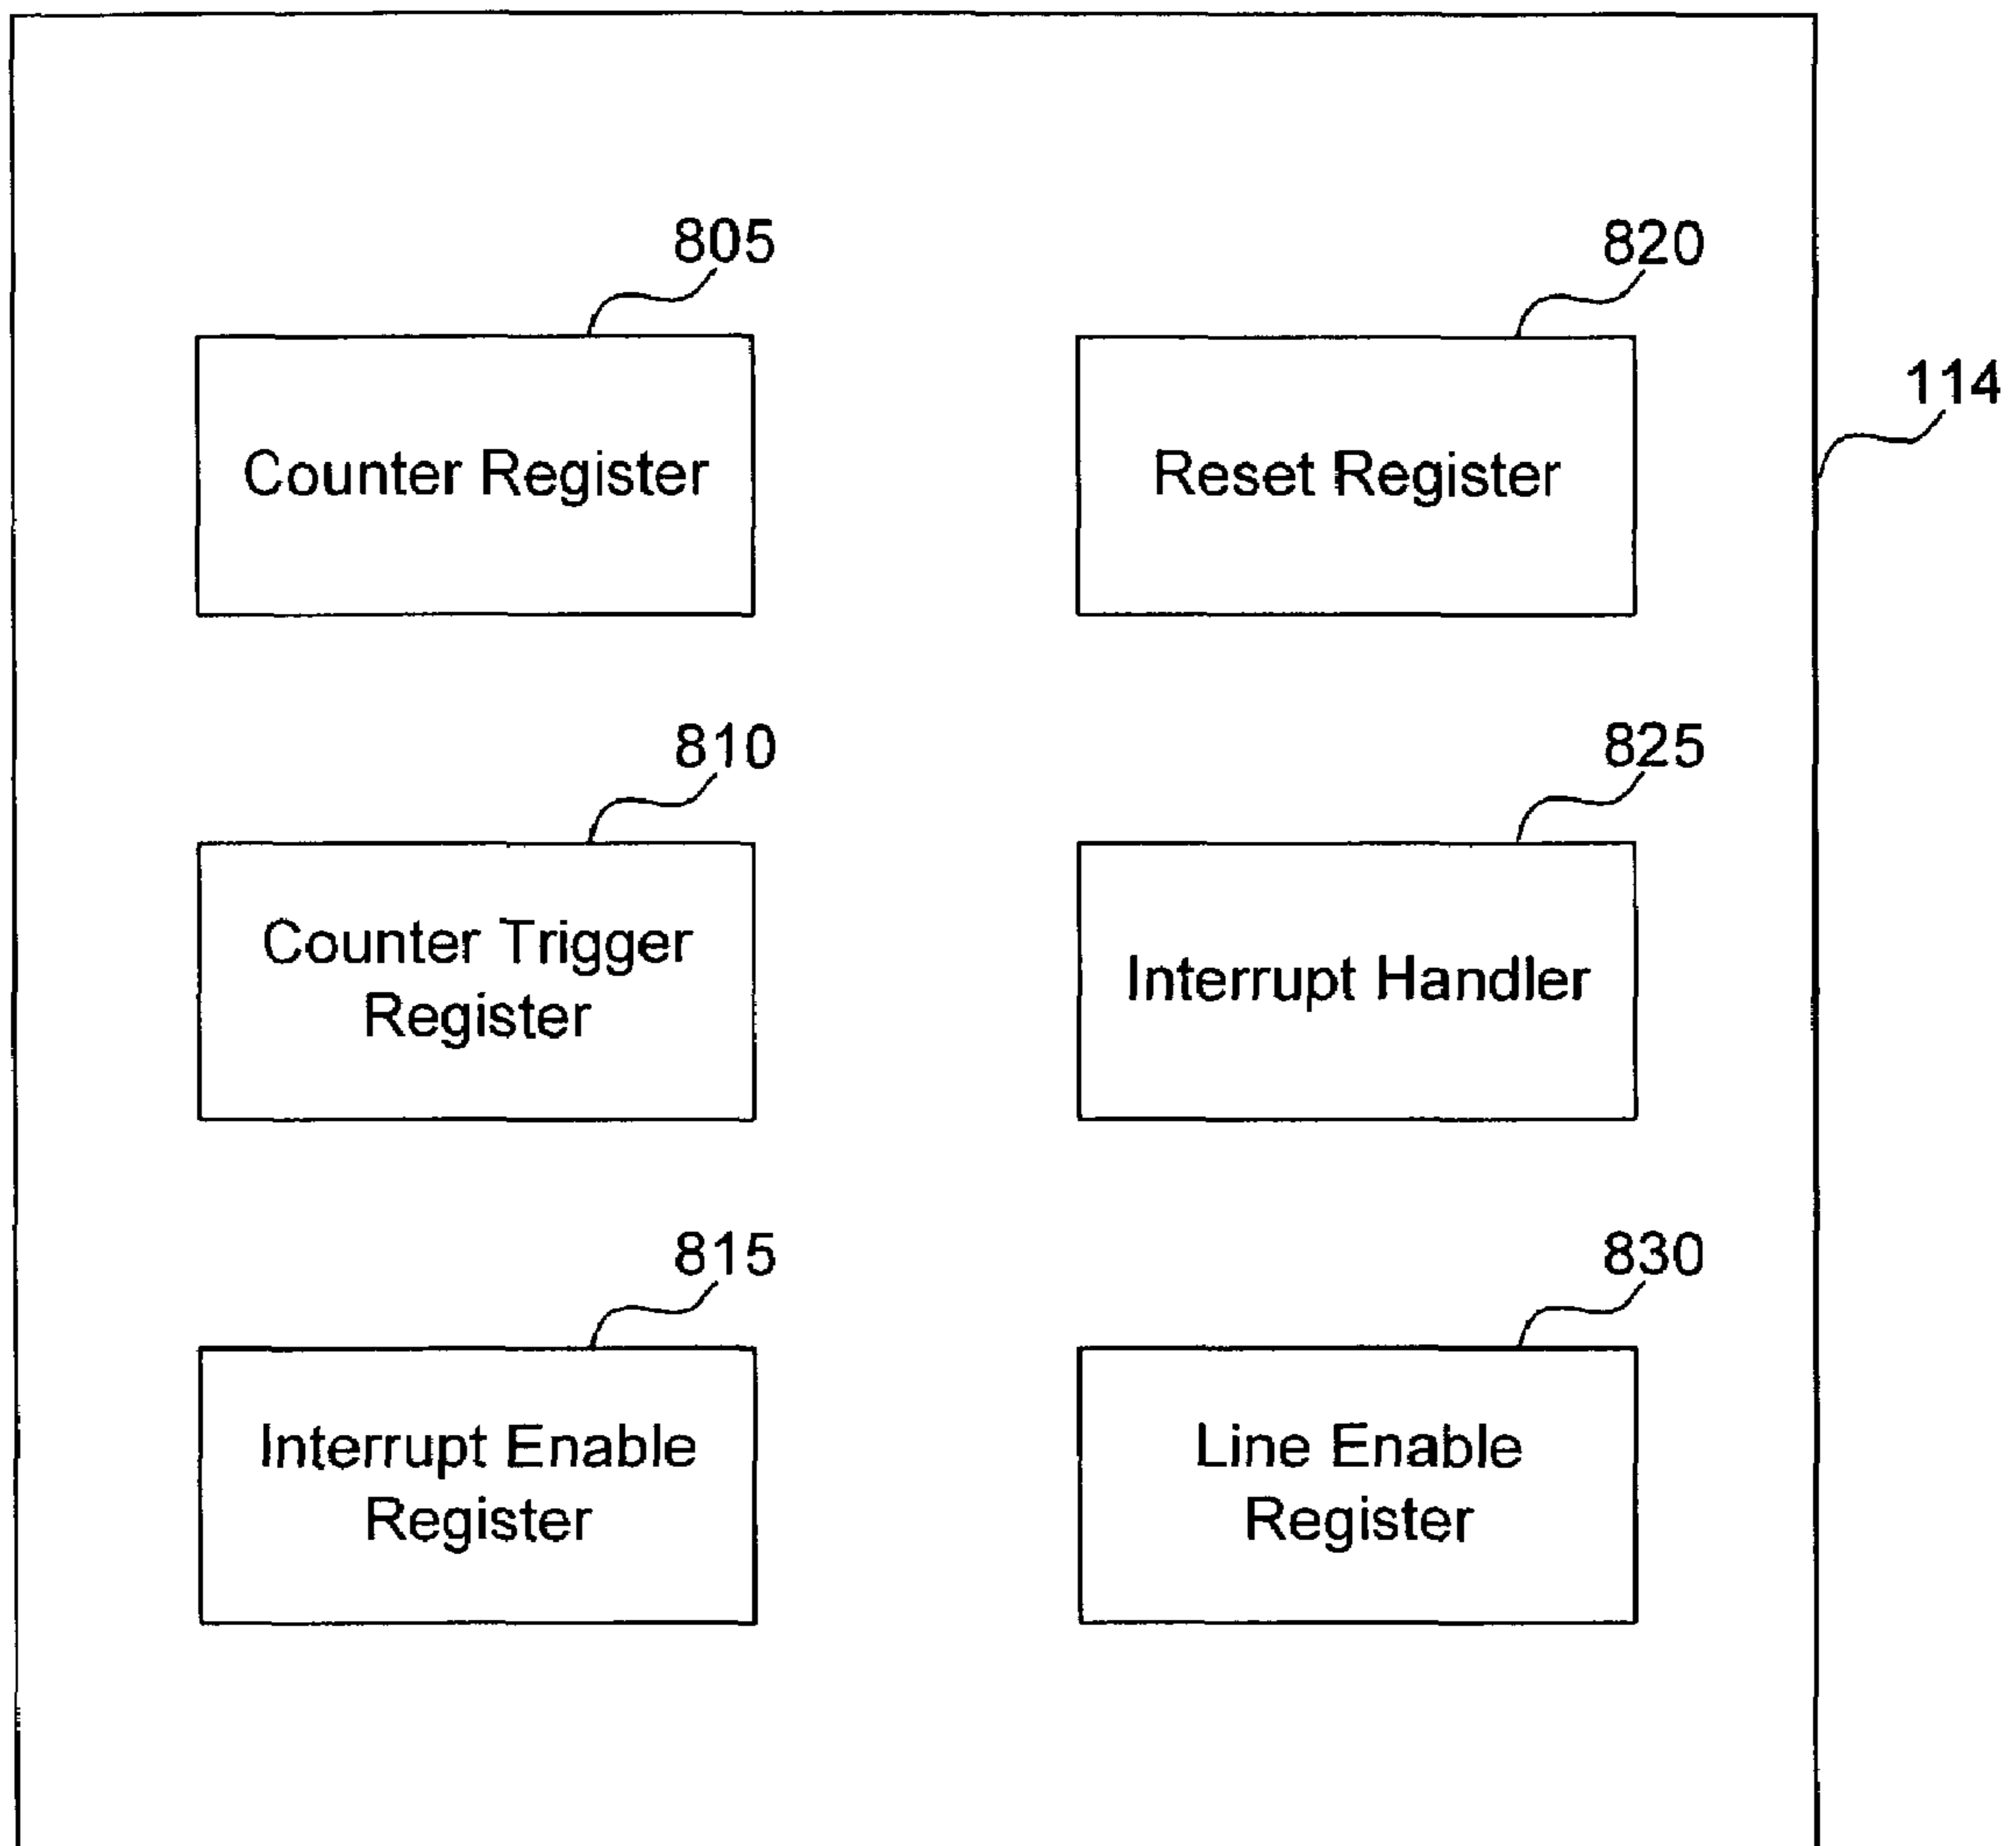 805
820
114
Counter Register
Reset Register
810
825
Counter Trigger
Register
Interrupt Handler
815
830
Interrupt Enable
Register
Line Enable
Register